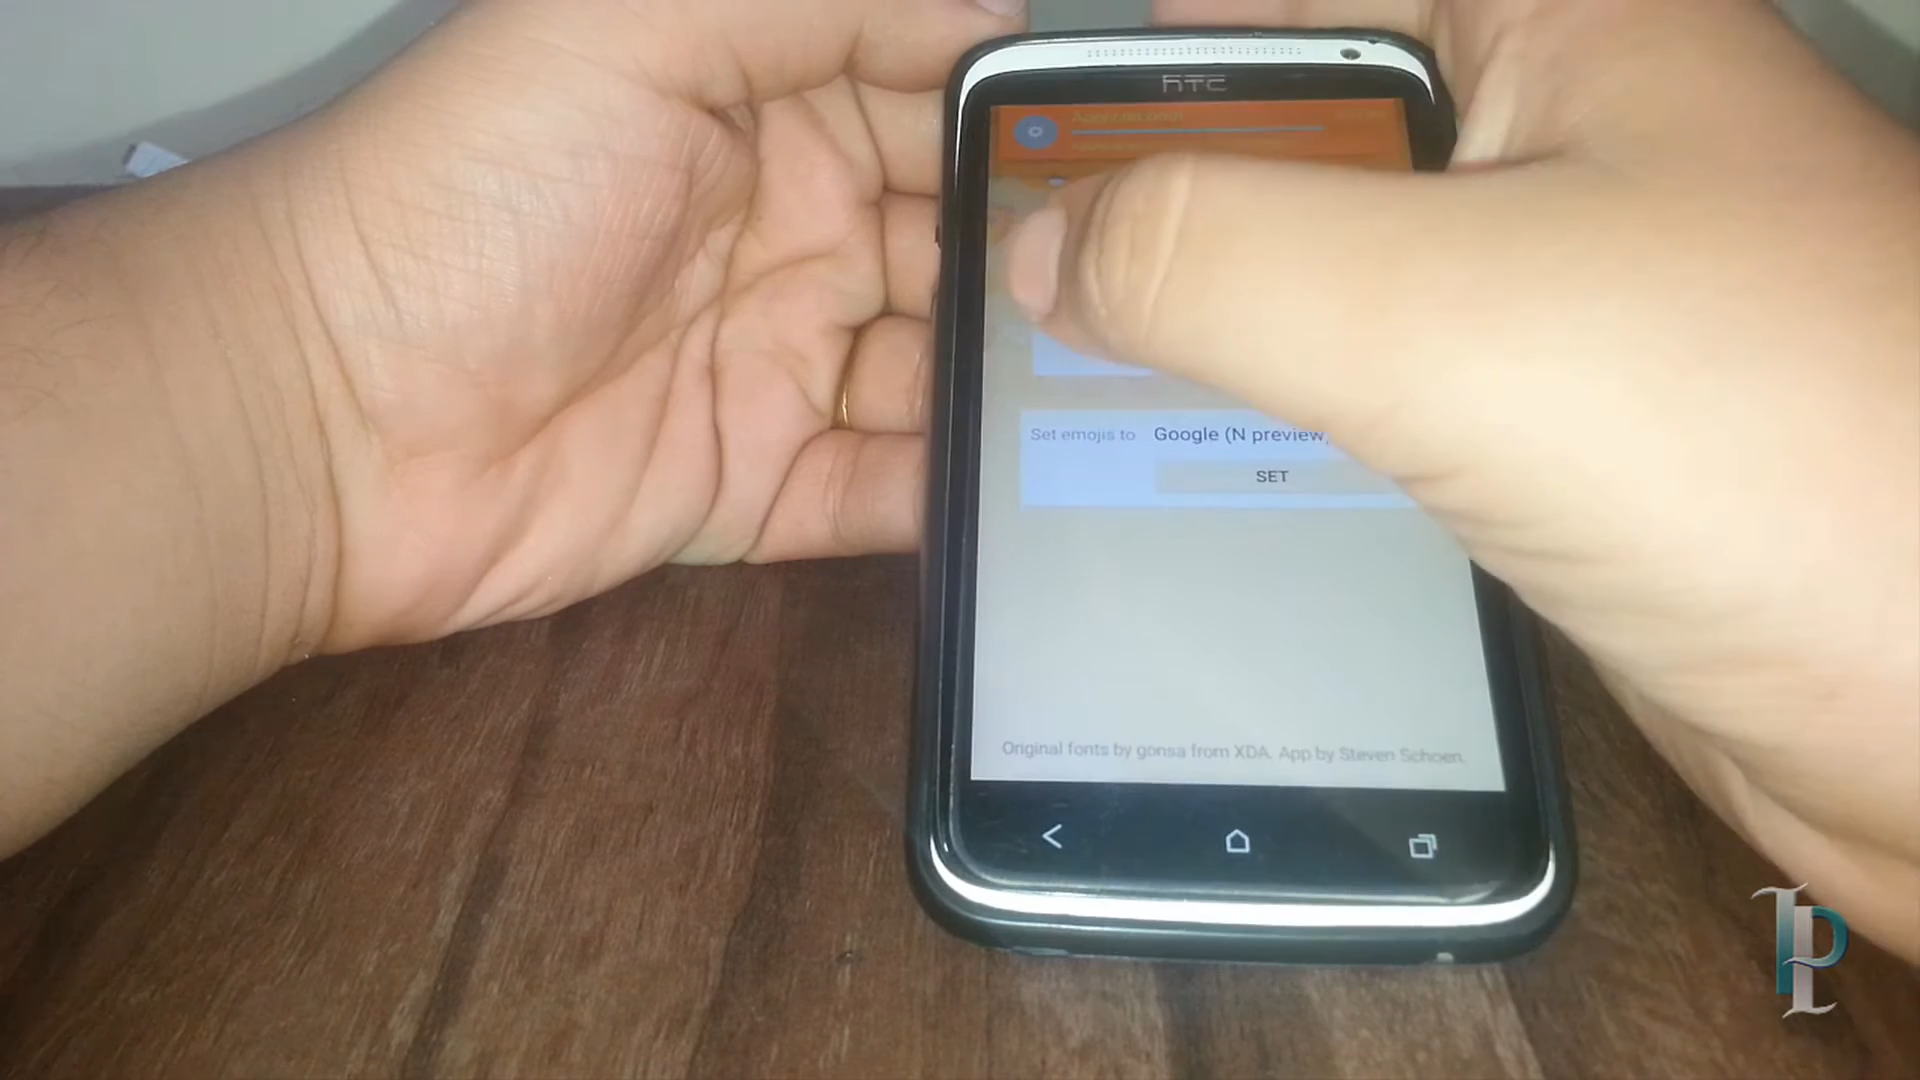 hTC
Set emojis to Google (N preview)
SET
Original fonts by gonsa from XDA. App by Steven Schoen.